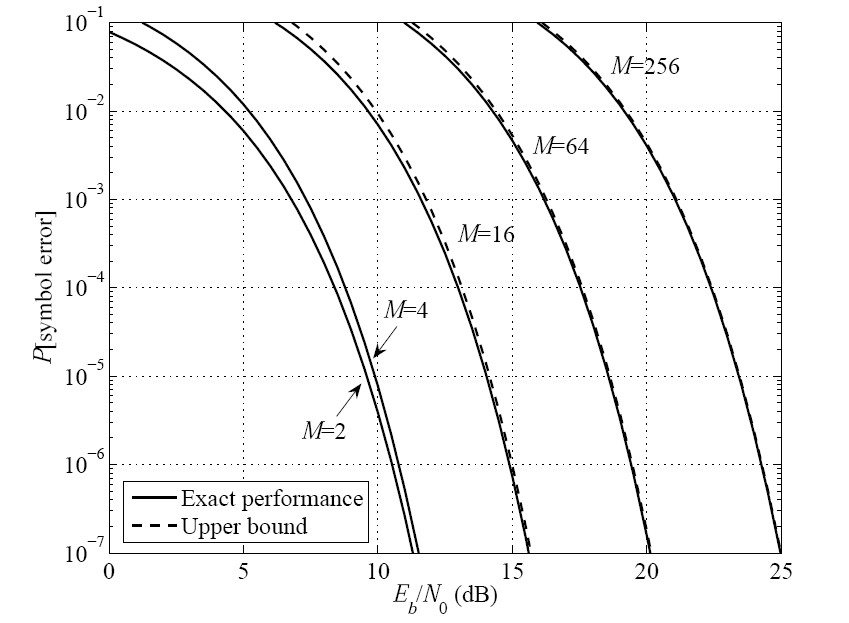 10⁻¹
10⁻²
10⁻³
10⁻⁴
10⁻⁵
10⁻⁶
10⁻⁷
P[symbol error]
M=256
M=64
M=16
M=4
M=2
Exact performance
Upper bound
0 5 10 15 20 25
E_b/N_0 (dB)